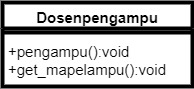 Dosenpengampu
+pengampu():void
+get_mapelampu():void